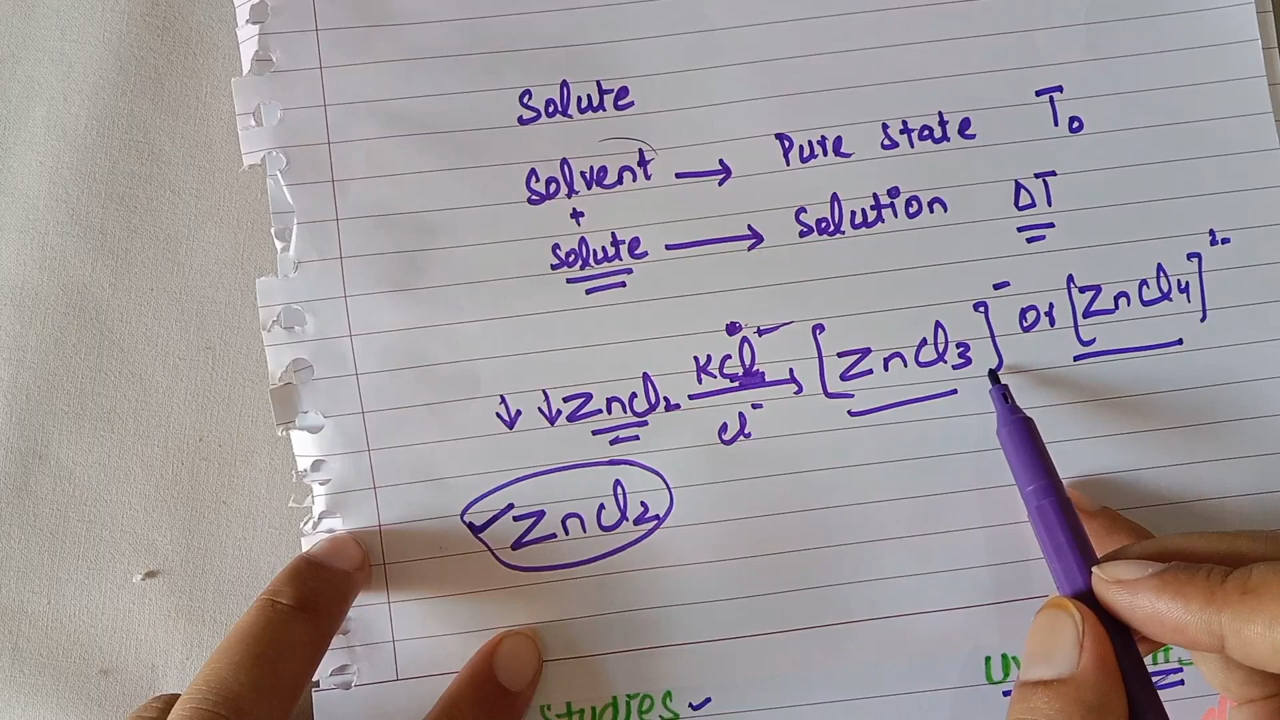 Solute
Solvent → Pure state T₀
+
solute → Solution ΔT
↓ ↓ ZnCl₂ KCl⁻ → [ZnCl₃]⁻ or [ZnCl₄]²⁻
Cl⁻
✓ZnCl₂
studies ✓